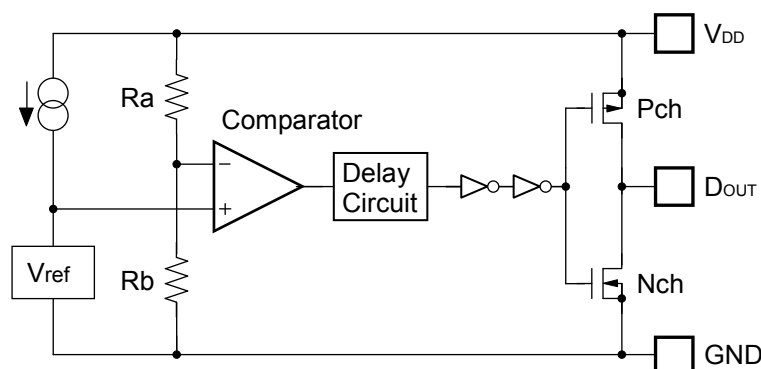 VDD
Ra
Pch
Comparator
−
Delay
Circuit
DOUT
+
Vref
Rb
Nch
GND